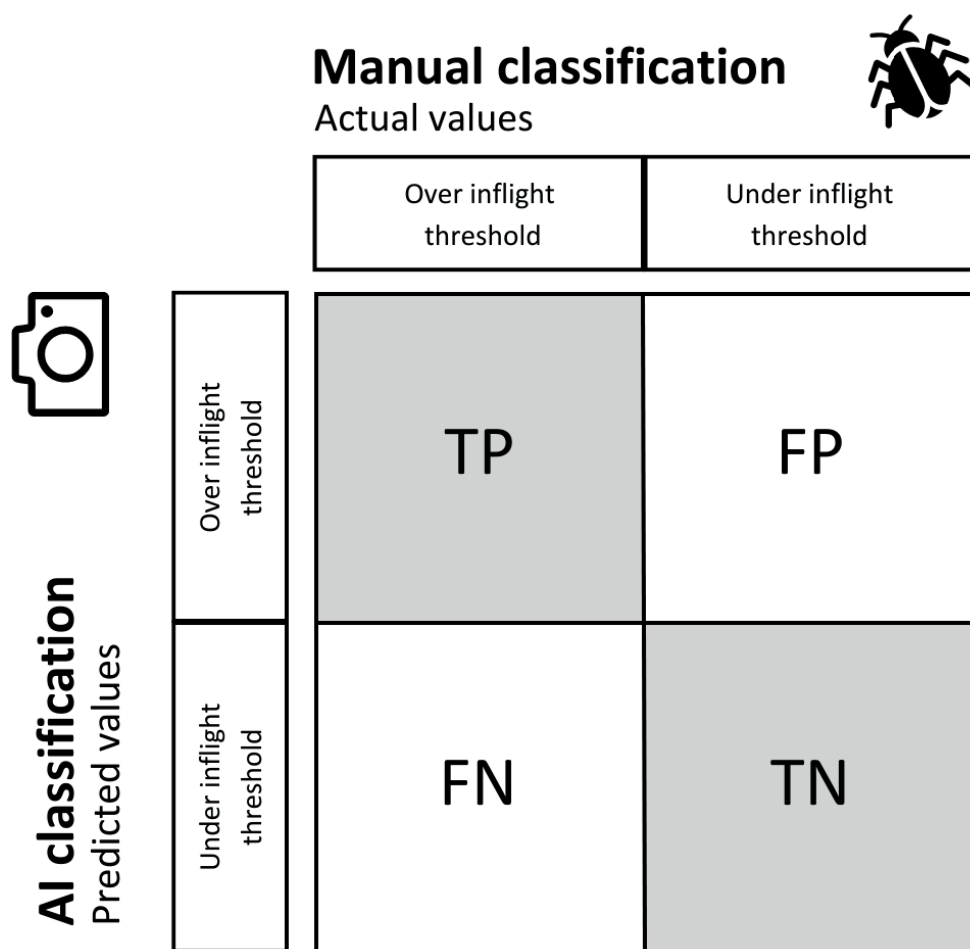 Manual classification
Actual values
Over inflight
threshold
Under inflight
threshold
AI classification
Predicted values
Over inflight
threshold
TP
FP
Under inflight
threshold
FN
TN